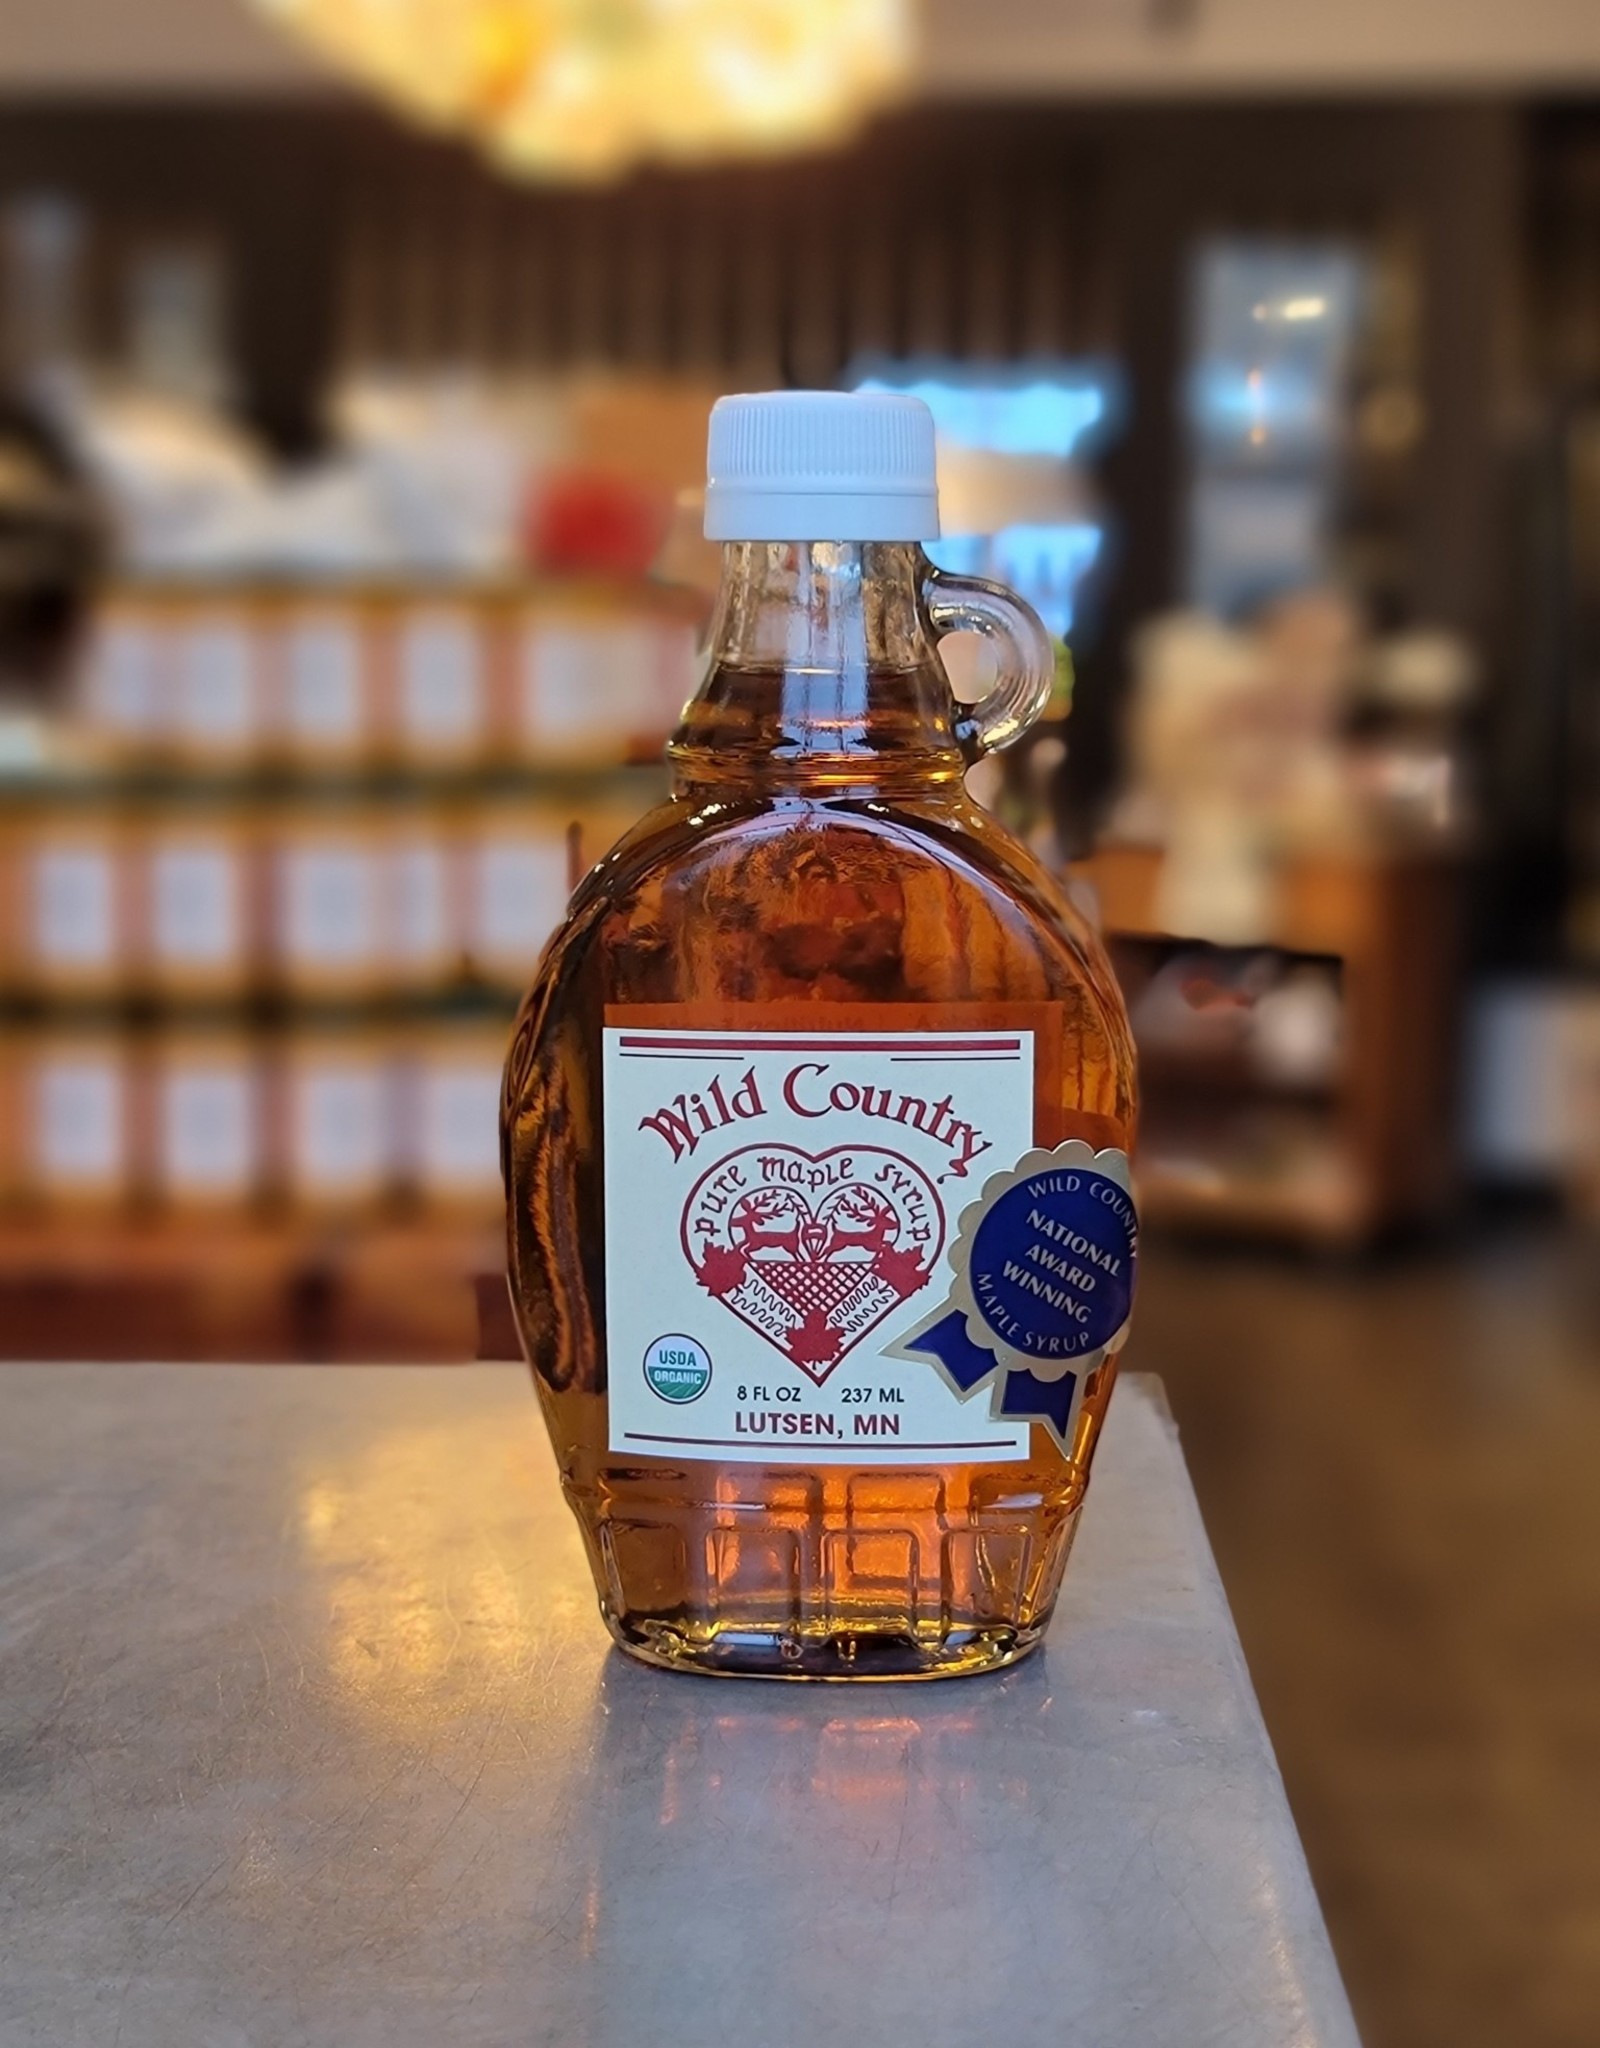 Wild Country
pure maple syrup
USDA
ORGANIC
8 FL OZ 237 ML
LUTSEN, MN
WILD COUNTRY
NATIONAL
AWARD
WINNING
MAPLE SYRUP